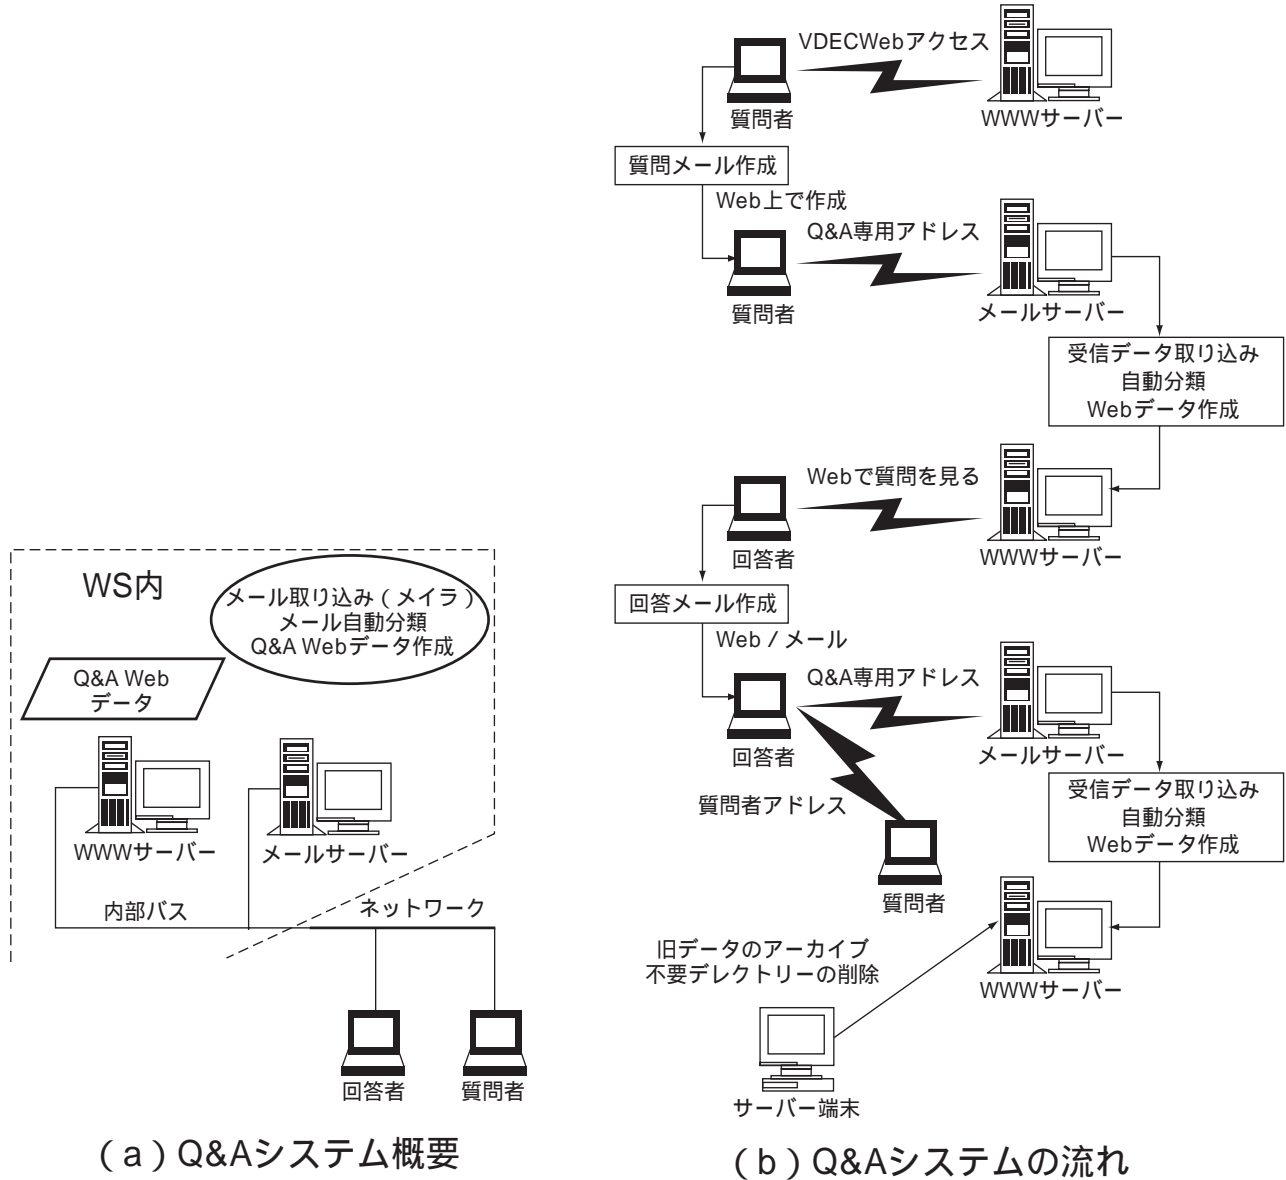 WS内
メール取り込み（メイラ）
メール自動分類
Q&A Webデータ作成
Q&A Web
データ
WWWサーバー
メールサーバー
内部バス
ネットワーク
回答者
質問者
（a）Q&Aシステム概要
VDECWebアクセス
質問者
WWWサーバー
質問メール作成
Web上で作成
Q&A専用アドレス
質問者
メールサーバー
受信データ取り込み
自動分類
Webデータ作成
Webで質問を見る
回答者
WWWサーバー
回答メール作成
Web / メール
Q&A専用アドレス
回答者
メールサーバー
質問者アドレス
受信データ取り込み
自動分類
Webデータ作成
質問者
旧データのアーカイブ
不要デレクトリーの削除
WWWサーバー
サーバー端末
（b）Q&Aシステムの流れ